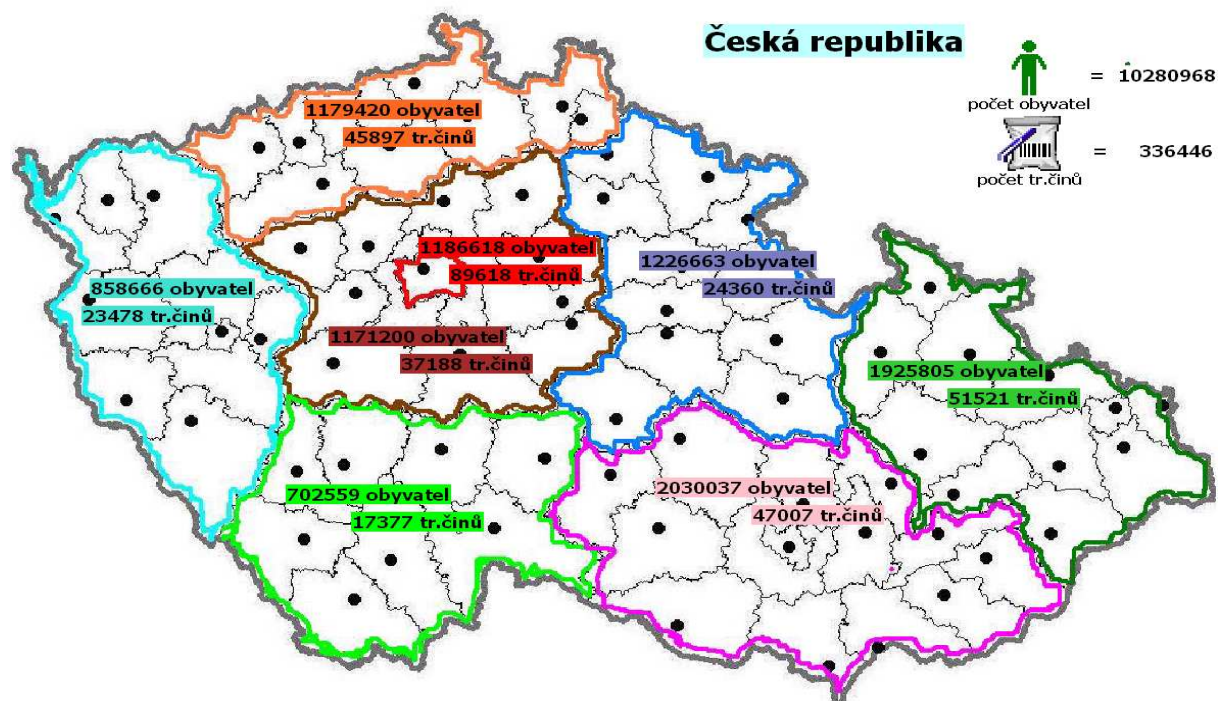 Česká republika
= 10280968
počet obyvatel
= 336446
počet tr.činů
1179420 obyvatel
45897 tr.činů
1186618 obyvatel
89618 tr.činů
1226663 obyvatel
24360 tr.činů
858666 obyvatel
23478 tr.činů
1171200 obyvatel
37188 tr.činů
1925805 obyvatel
51521 tr.činů
702559 obyvatel
17377 tr.činů
2030037 obyvatel
47007 tr.činů